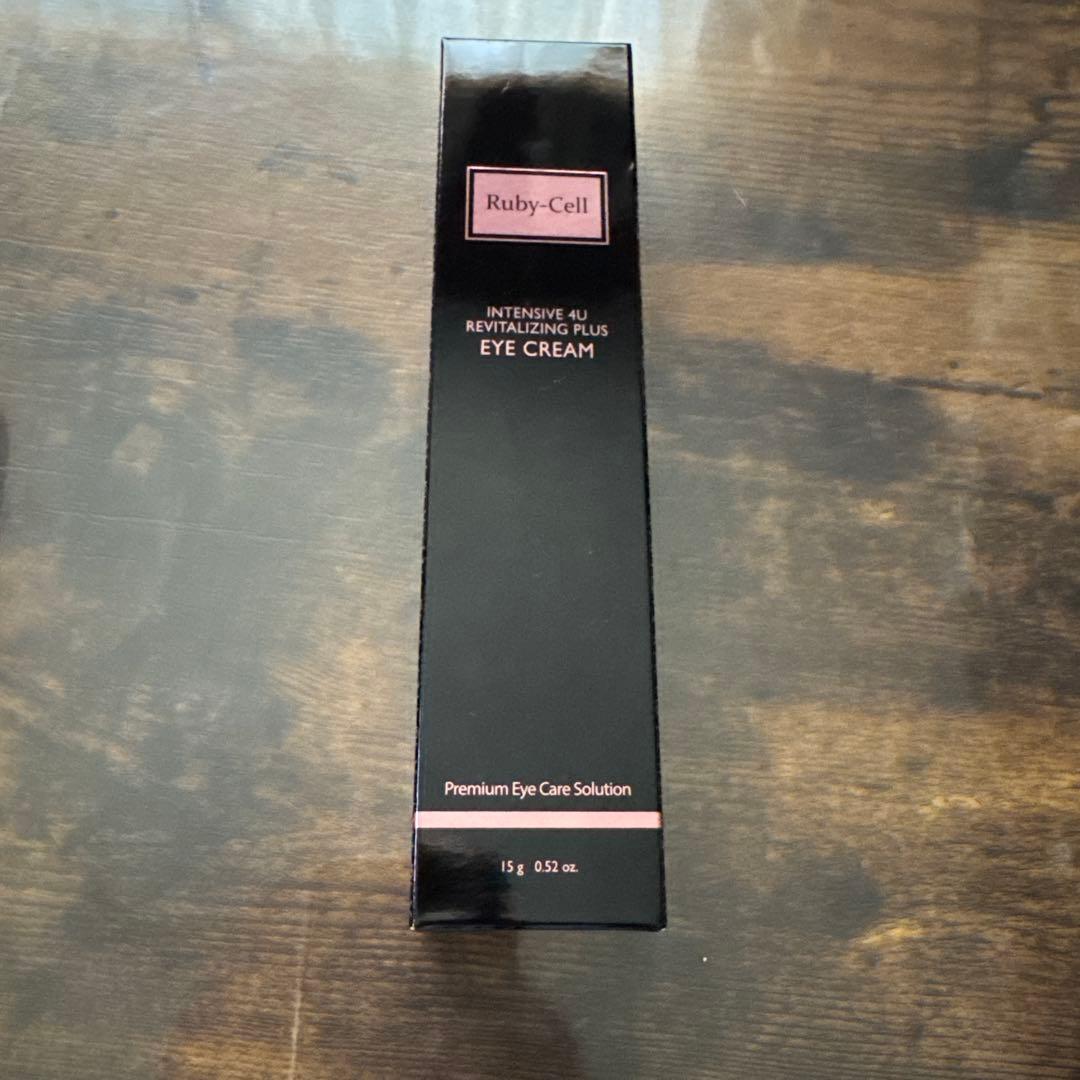 Ruby-Cell
INTENSIVE 4U
REVITALIZING PLUS
EYE CREAM
Premium Eye Care Solution
15 g 0.52 oz.